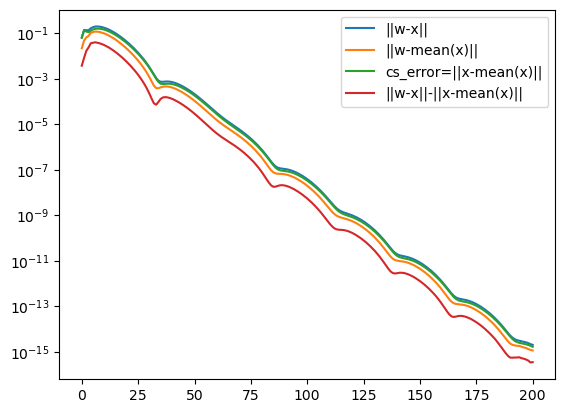 ||w-x||
||w-mean(x)||
cs_error=||x-mean(x)||
||w-x||-||x-mean(x)||
10⁻¹
10⁻³
10⁻⁵
10⁻⁷
10⁻⁹
10⁻¹¹
10⁻¹³
10⁻¹⁵
0 25 50 75 100 125 150 175 200